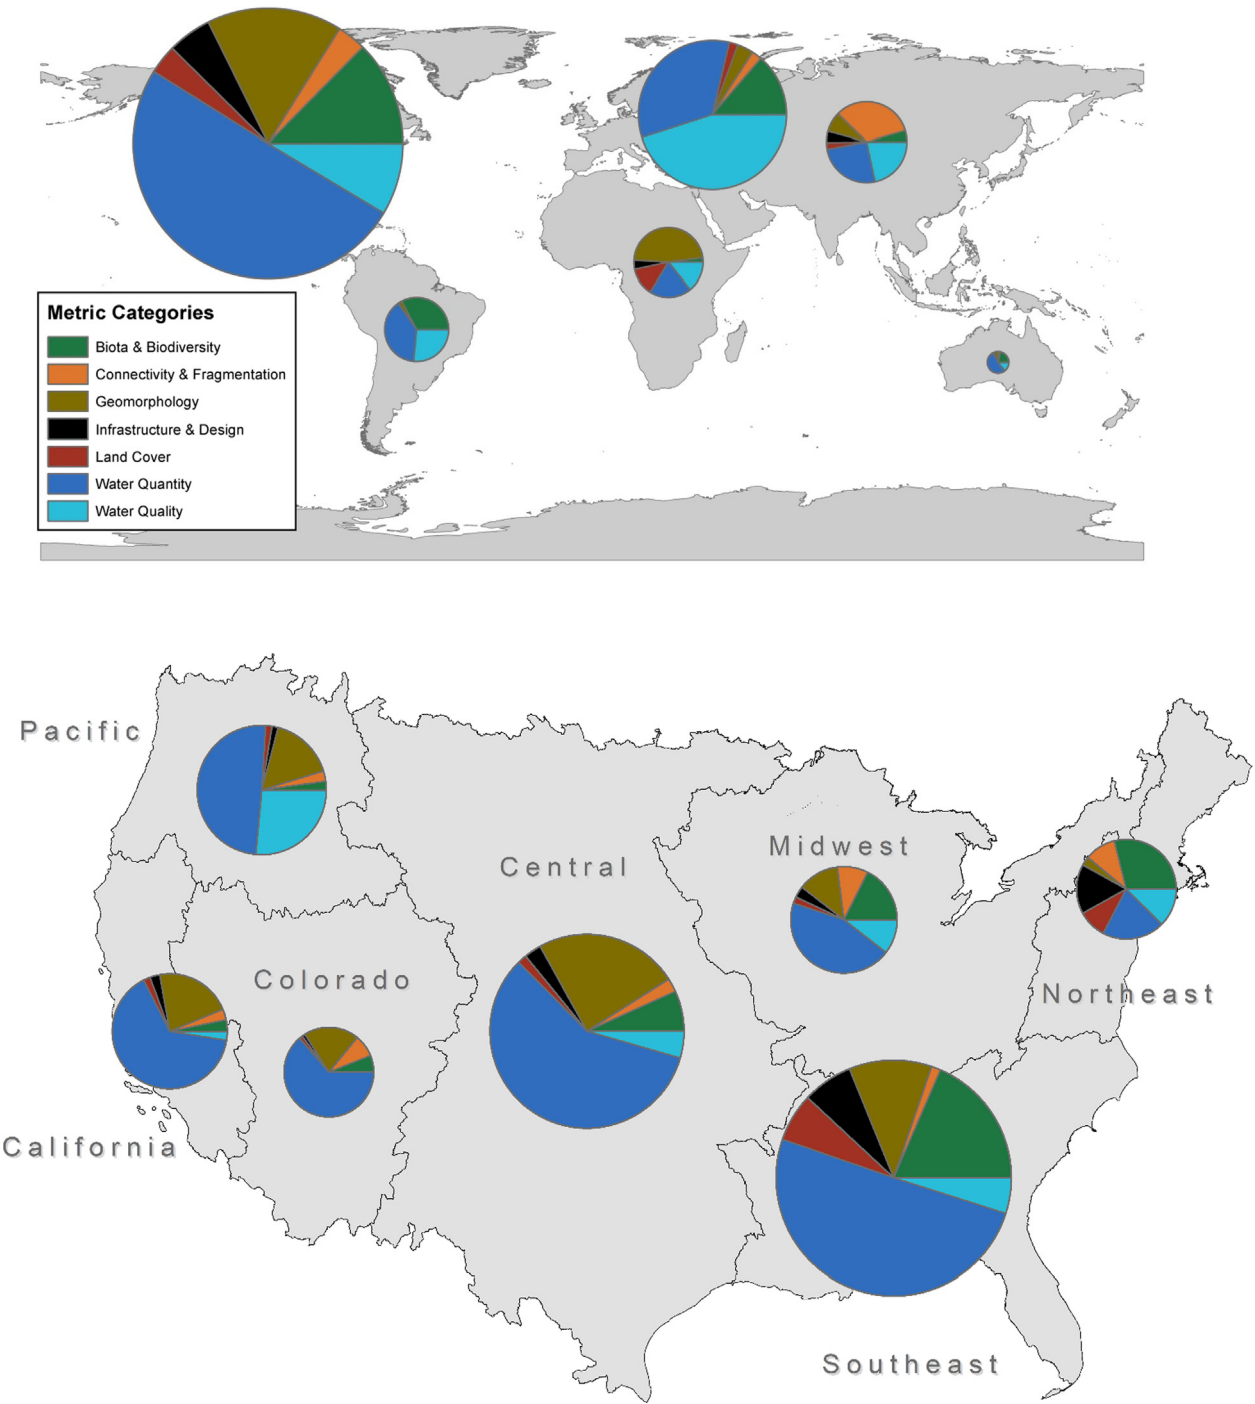 Metric Categories
Biota & Biodiversity
Connectivity & Fragmentation
Geomorphology
Infrastructure & Design
Land Cover
Water Quantity
Water Quality
Pacific
Midwest
Central
Colorado
Northeast
California
Southeast